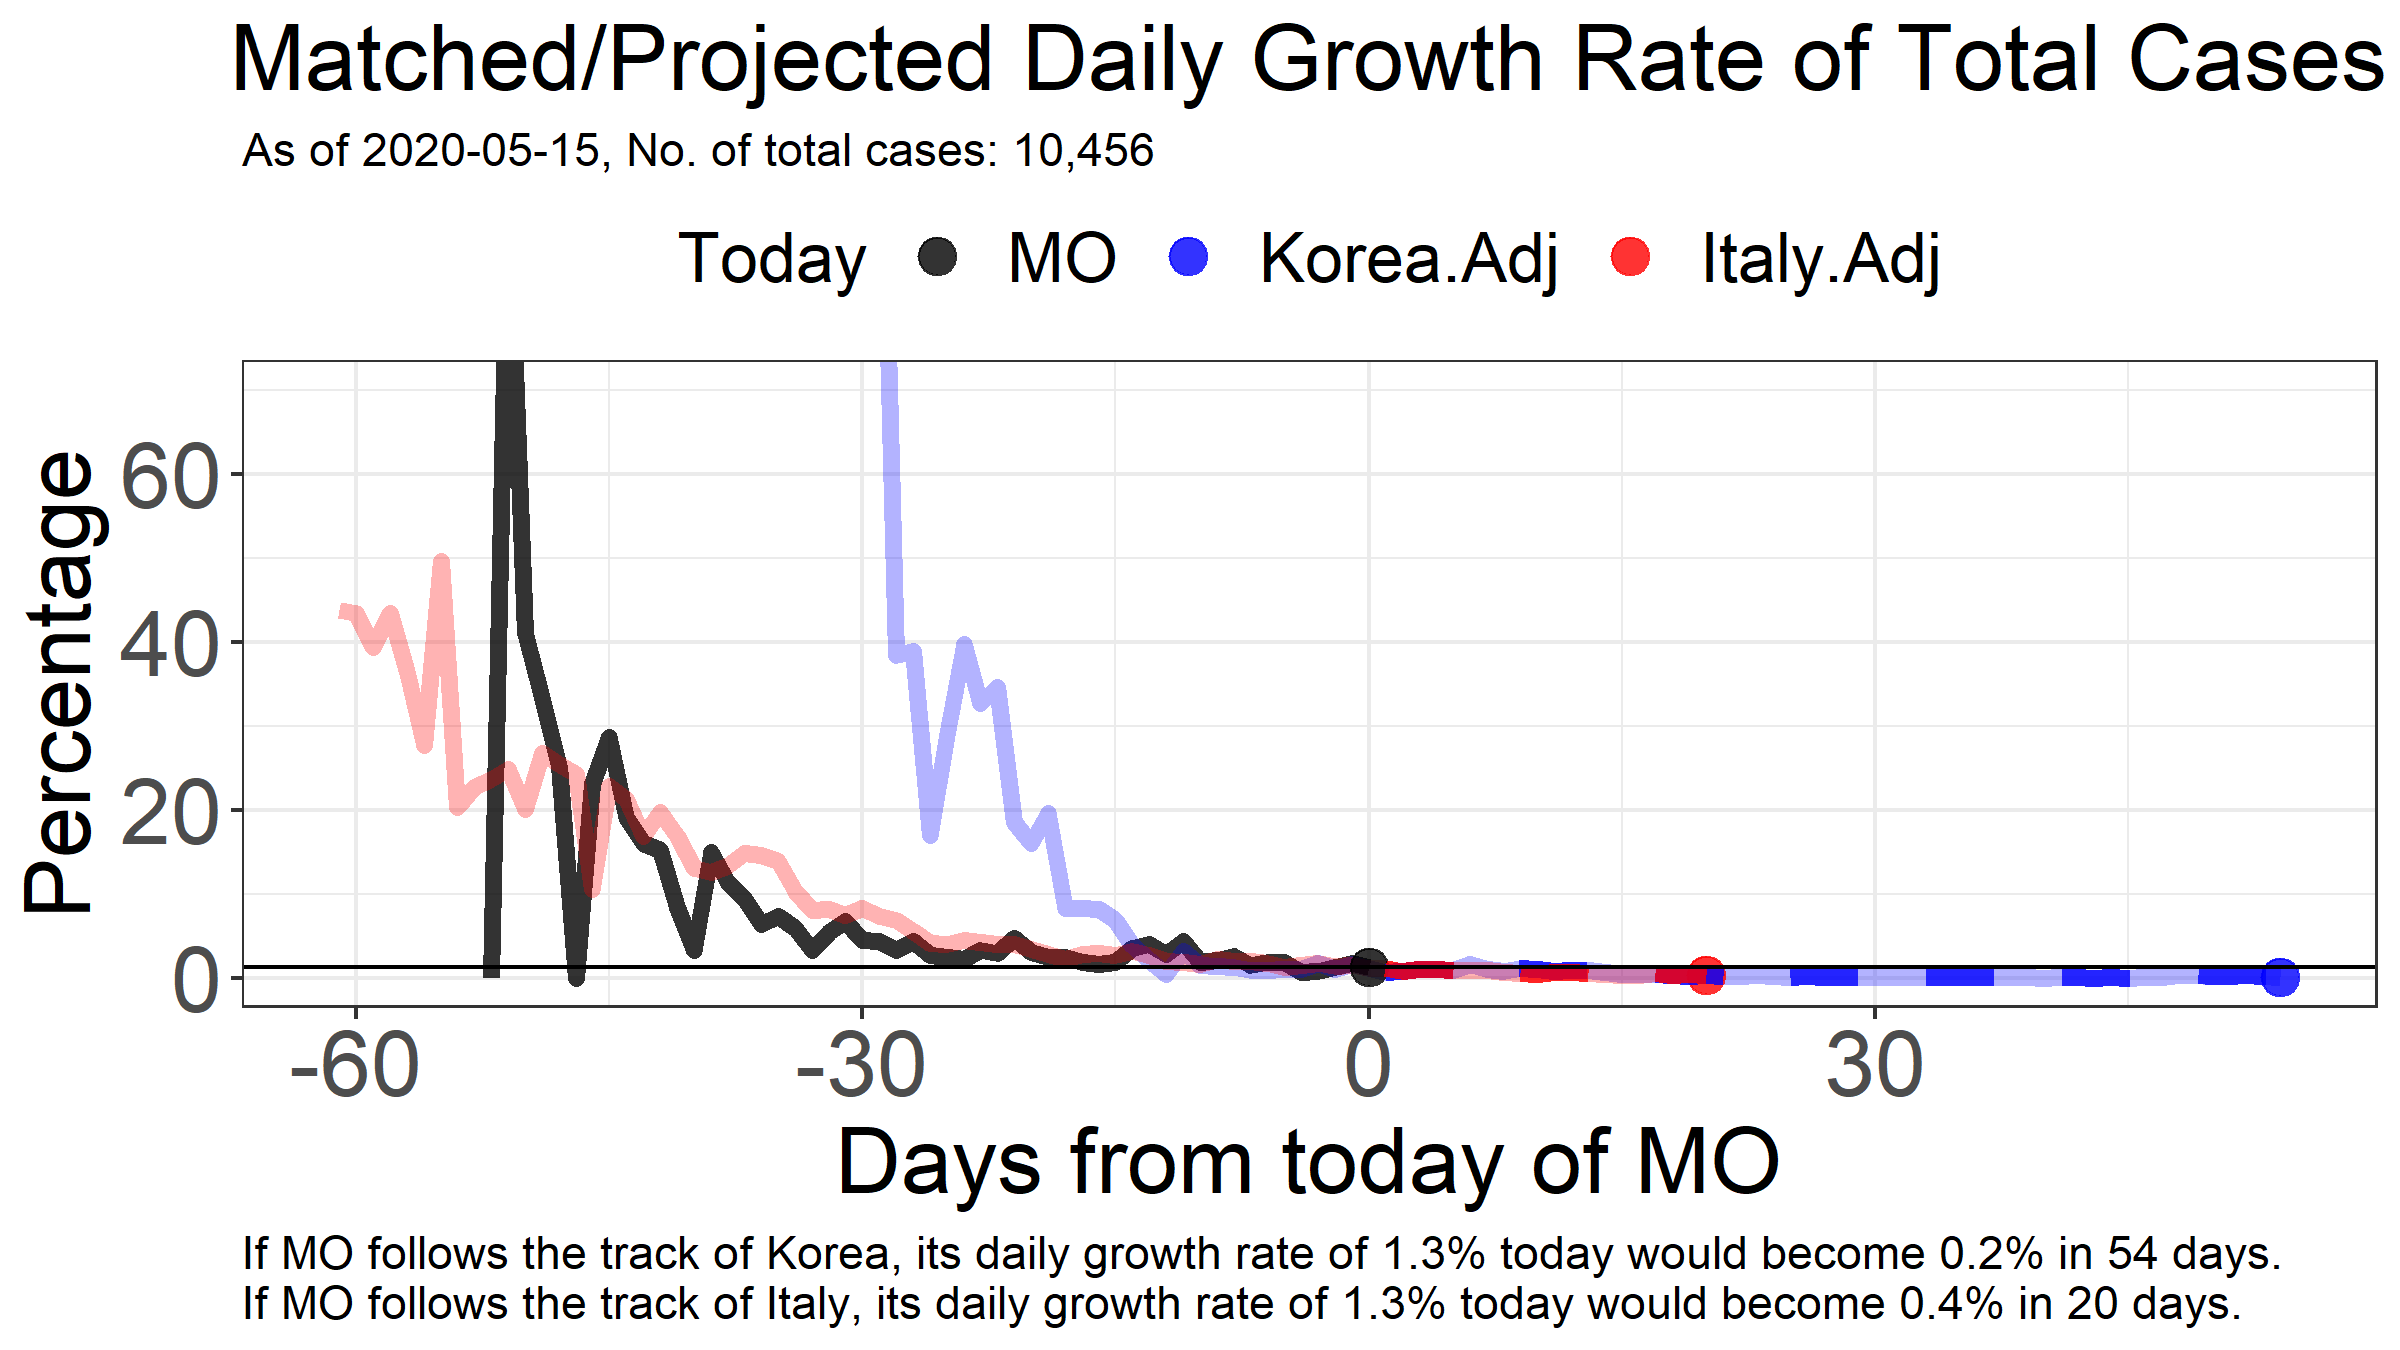 Matched/Projected Daily Growth Rate of Total Cases
As of 2020-05-15, No. of total cases: 10,456
Today MO Korea.Adj Italy.Adj
Percentage
60
40
20
0
-60 -30 0 30
Days from today of MO
If MO follows the track of Korea, its daily growth rate of 1.3% today would become 0.2% in 54 days.
If MO follows the track of Italy, its daily growth rate of 1.3% today would become 0.4% in 20 days.